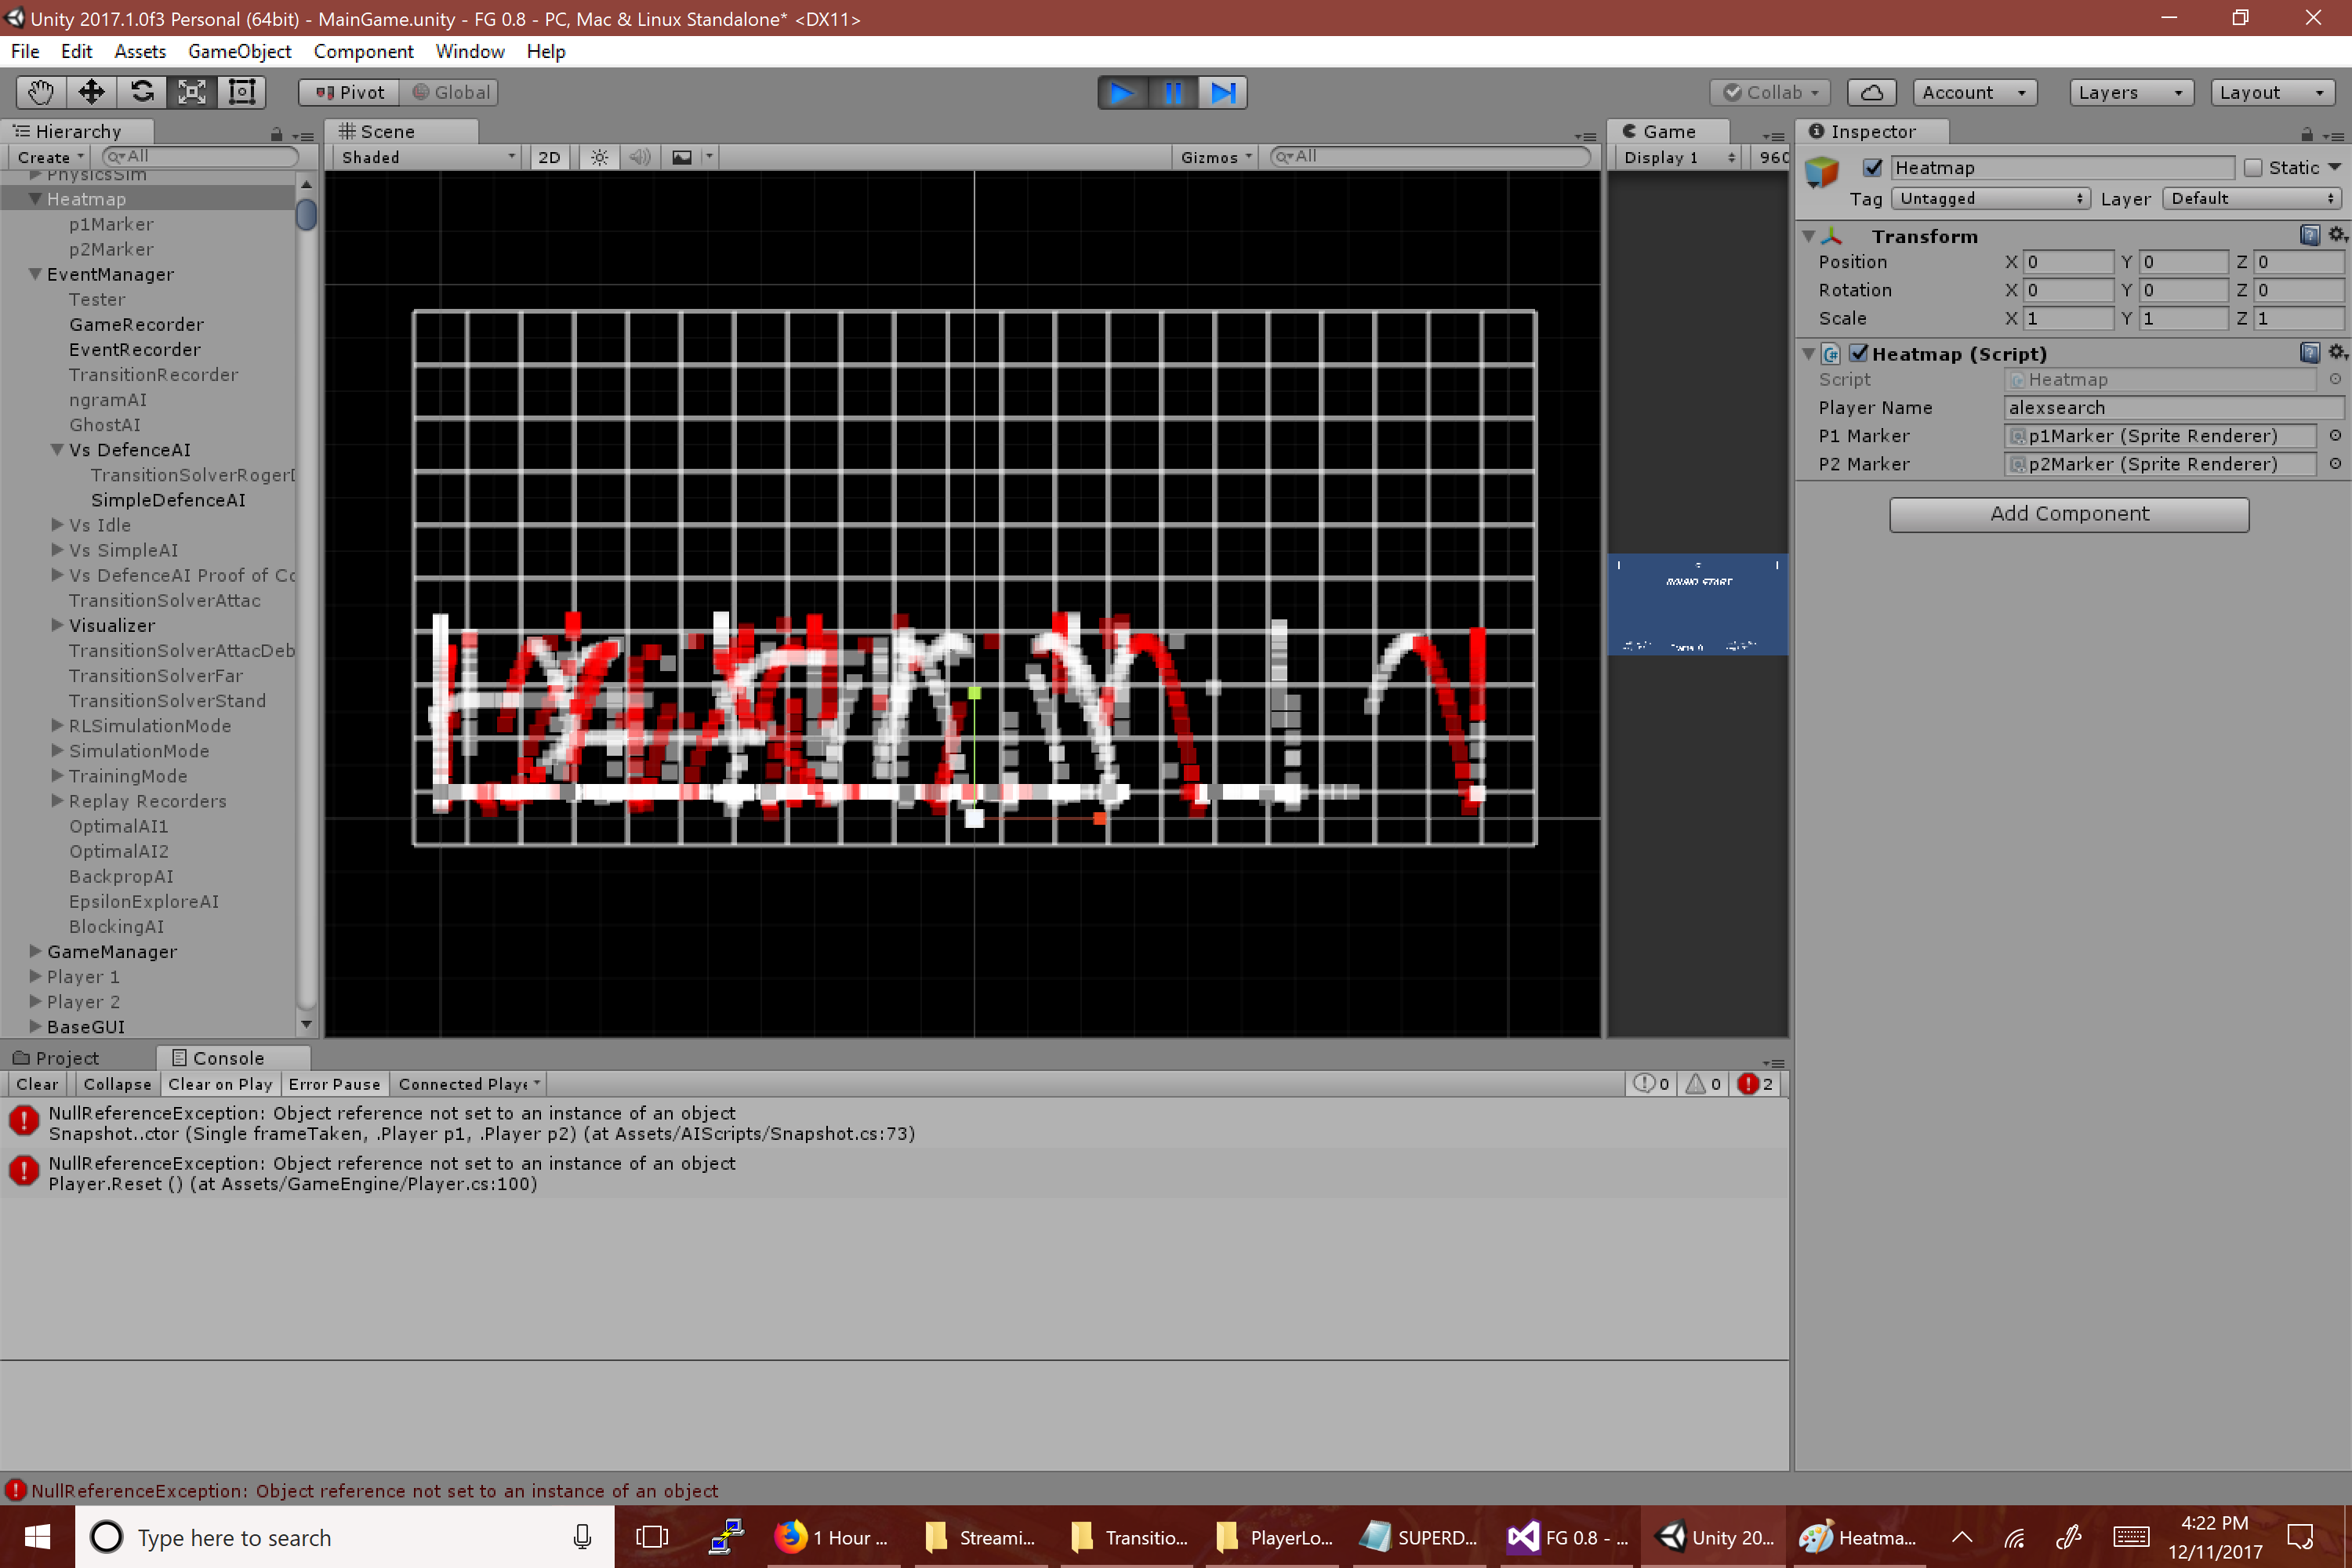 Unity 2017.1.0f3 Personal (64bit) - MainGame.unity - FG 0.8 - PC, Mac & Linux Standalone* <DX11>
File Edit Assets GameObject Component Window Help
Pivot Global Collab Account Layers Layout
Hierarchy Scene Game Inspector
Create All Shaded 2D Gizmos All Display 1 960
Heatmap Static
Tag Untagged Layer Default
PhysicsSim
Heatmap
p1Marker
p2Marker
EventManager
Tester
GameRecorder
EventRecorder
TransitionRecorder
ngramAI
GhostAI
Vs DefenceAI
TransitionSolverRogerD
SimpleDefenceAI
Vs Idle
Vs SimpleAI
Vs DefenceAI Proof of Co
TransitionSolverAttac
Visualizer
TransitionSolverAttacDeb
TransitionSolverFar
TransitionSolverStand
RLSimulationMode
SimulationMode
TrainingMode
Replay Recorders
OptimalAI1
OptimalAI2
BackpropAI
EpsilonExploreAI
BlockingAI
GameManager
Player 1
Player 2
BaseGUI
ROUND START
Transform
Position X 0 Y 0 Z 0
Rotation X 0 Y 0 Z 0
Scale X 1 Y 1 Z 1
Heatmap (Script)
Script Heatmap
Player Name alexsearch
P1 Marker p1Marker (Sprite Renderer)
P2 Marker p2Marker (Sprite Renderer)
Add Component
Project Console
Clear Collapse Clear on Play Error Pause Connected Playe 0 0 2
NullReferenceException: Object reference not set to an instance of an object
Snapshot..ctor (Single frameTaken, .Player p1, .Player p2) (at Assets/AIScripts/Snapshot.cs:73)
NullReferenceException: Object reference not set to an instance of an object
Player.Reset () (at Assets/GameEngine/Player.cs:100)
NullReferenceException: Object reference not set to an instance of an object
Type here to search 1 Hour ... Streami... Transitio... PlayerLo... SUPERD... FG 0.8 - ... Unity 20... Heatma...
4:22 PM
12/11/2017